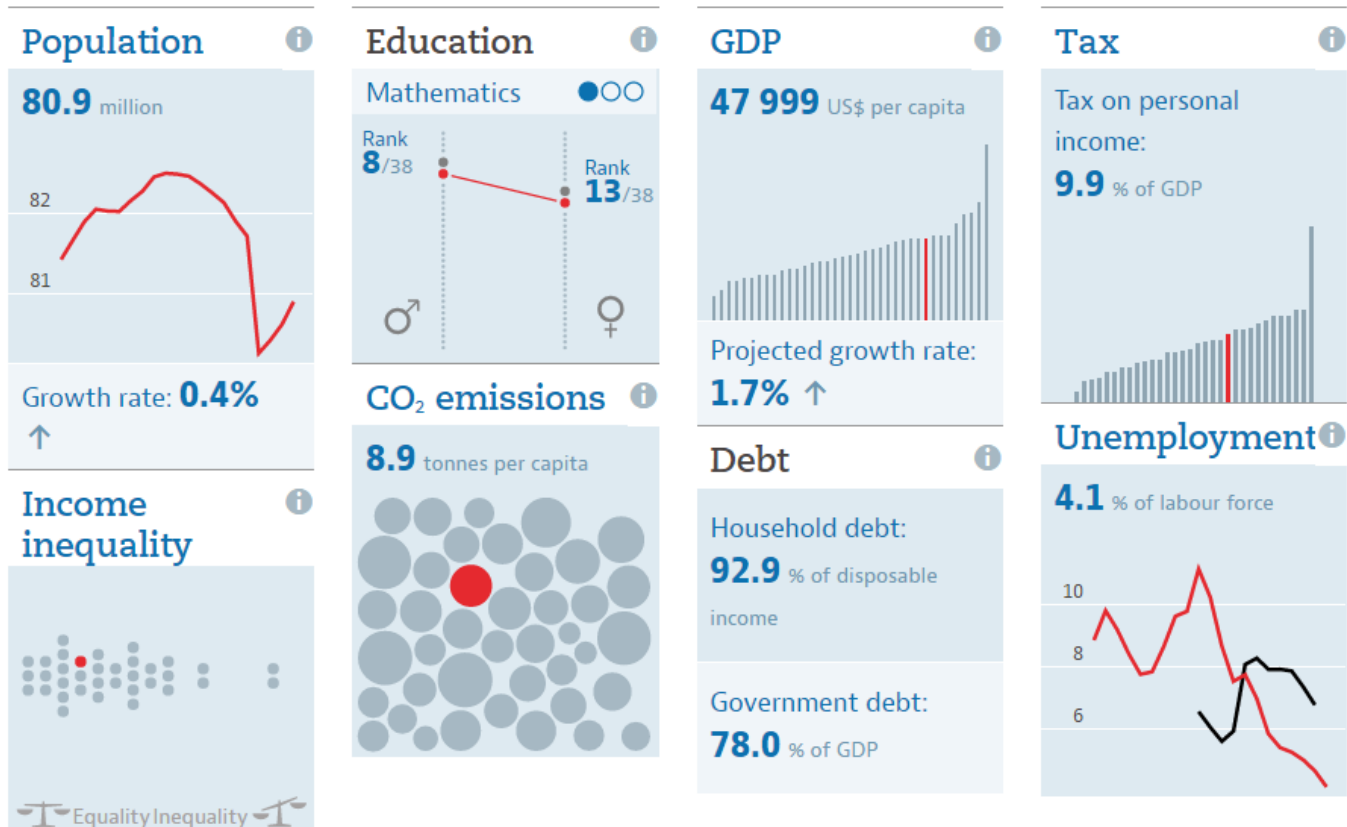 Population
80.9 million
82
81
Growth rate: 0.4%
↑
Income
inequality
Equality Inequality
Education
Mathematics
Rank
8/38
Rank
13/38
CO₂ emissions
8.9 tonnes per capita
GDP
47 999 US$ per capita
Projected growth rate:
1.7% ↑
Debt
Household debt:
92.9 % of disposable
income
Government debt:
78.0 % of GDP
Tax
Tax on personal
income:
9.9 % of GDP
Unemployment
4.1 % of labour force
10
8
6